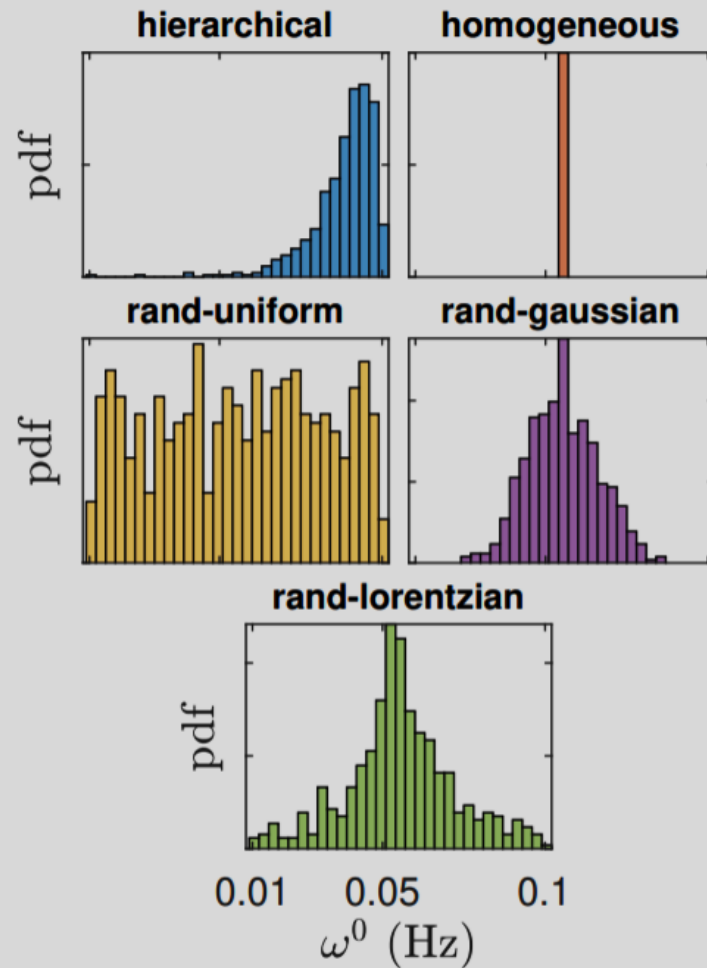 hierarchical homogeneous
pdf
rand-uniform rand-gaussian
pdf
rand-lorentzian
pdf
0.01 0.05 0.1
ω⁰ (Hz)